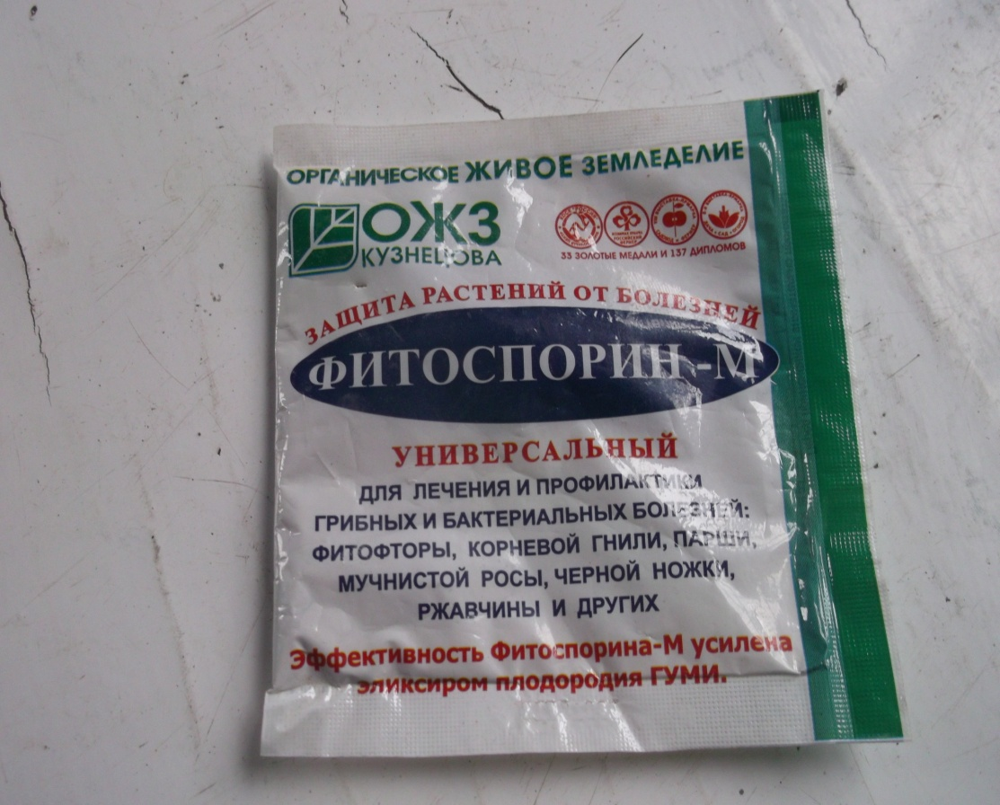 ОРГАНИЧЕСКОЕ ЖИВОЕ ЗЕМЛЕДЕЛИЕ
ОЖЗ
КУЗНЕЦОВА
33 ЗОЛОТЫЕ МЕДАЛИ И 137 ДИПЛОМОВ
ЗАЩИТА РАСТЕНИЙ ОТ БОЛЕЗНЕЙ
ФИТОСПОРИН -М
УНИВЕРСАЛЬНЫЙ
ДЛЯ ЛЕЧЕНИЯ И ПРОФИЛАКТИКИ
ГРИБНЫХ И БАКТЕРИАЛЬНЫХ БОЛЕЗНЕЙ:
ФИТОФТОРЫ, КОРНЕВОЙ ГНИЛИ, ПАРШИ,
МУЧНИСТОЙ РОСЫ, ЧЕРНОЙ НОЖКИ,
РЖАВЧИНЫ И ДРУГИХ
Эффективность Фитоспорина-М усилена
эликсиром плодородия ГУМИ.